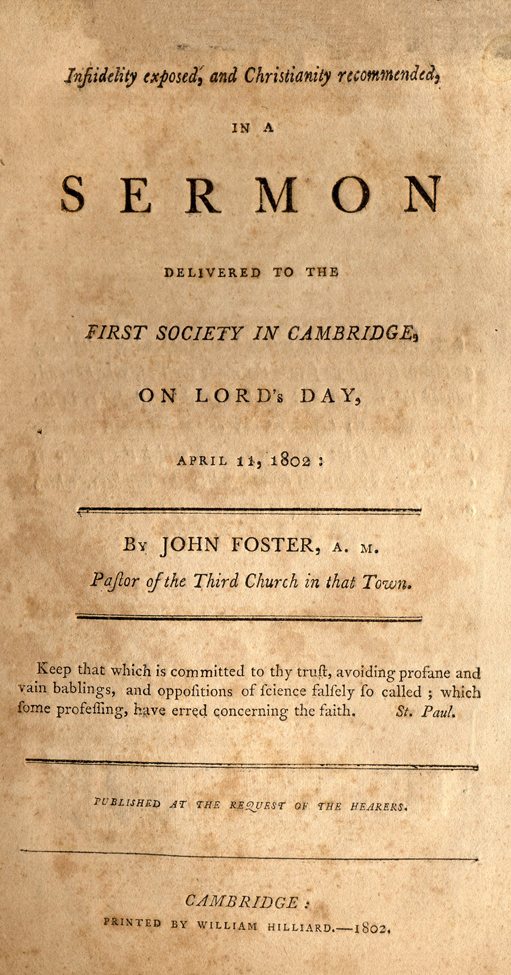 Infidelity exposed, and Christianity recommended,
IN A
SERMON
DELIVERED TO THE
FIRST SOCIETY IN CAMBRIDGE,
ON LORD's DAY,
APRIL 11, 1802:
By JOHN FOSTER, A. M.
Paſtor of the Third Church in that Town.
Keep that which is committed to thy truſt, avoiding profane and
vain bablings, and oppoſitions of ſcience falſely ſo called ; which
ſome profeſſing, have erred concerning the faith. St. Paul.
PUBLISHED AT THE REQUEST OF THE HEARERS.
CAMBRIDGE :
PRINTED BY WILLIAM HILLIARD.—1802.